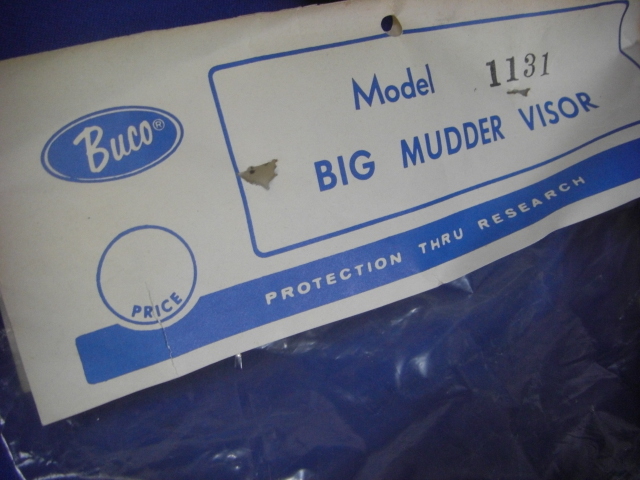 Buco®
Model 1131
BIG MUDDER VISOR
PRICE
PROTECTION THRU RESEARCH